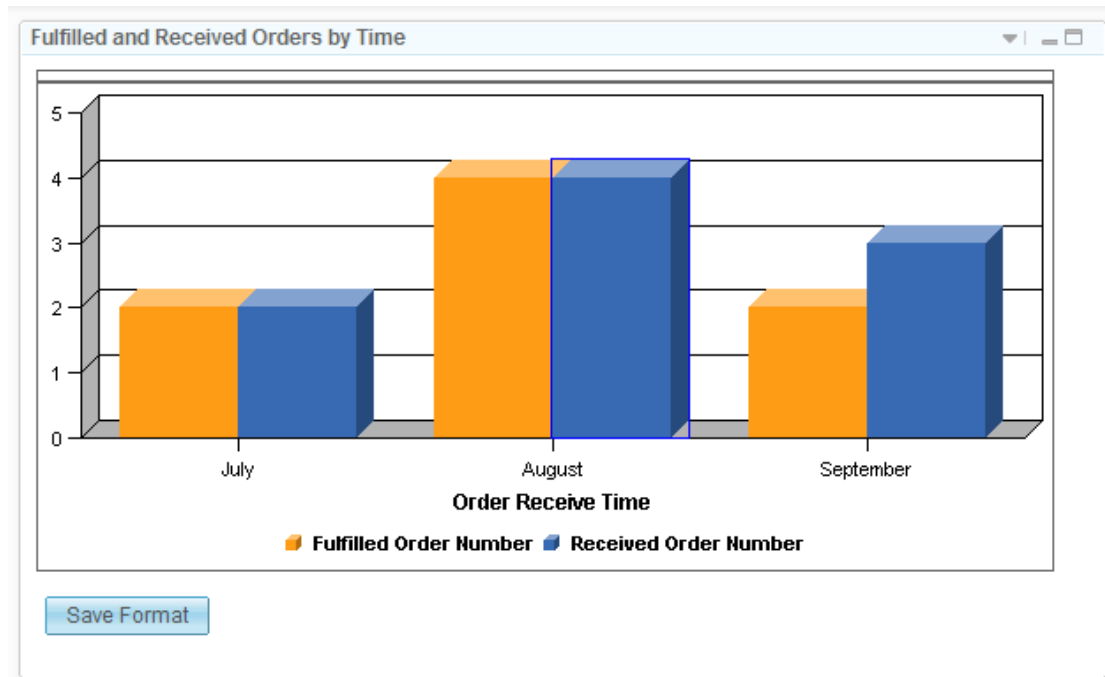 Fulfilled and Received Orders by Time
5
4
3
2
1
0
July August September
Order Receive Time
Fulfilled Order Number Received Order Number
Save Format